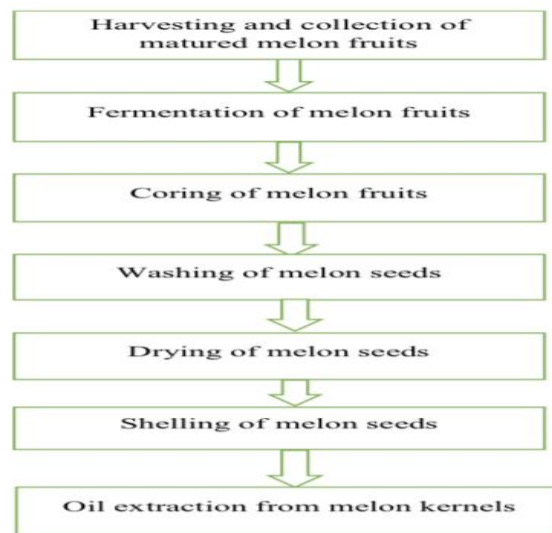 Harvesting and collection of
matured melon fruits
Fermentation of melon fruits
Coring of melon fruits
Washing of melon seeds
Drying of melon seeds
Shelling of melon seeds
Oil extraction from melon kernels